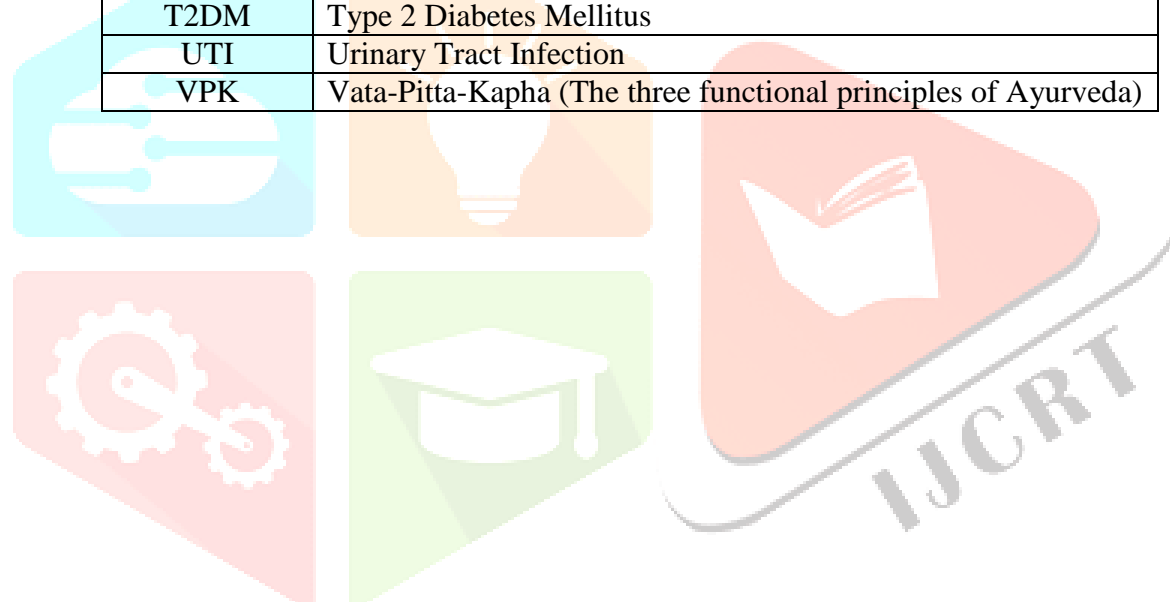 T2DM Type 2 Diabetes Mellitus
UTI Urinary Tract Infection
VPK Vata-Pitta-Kapha (The three functional principles of Ayurveda)
IJCRT